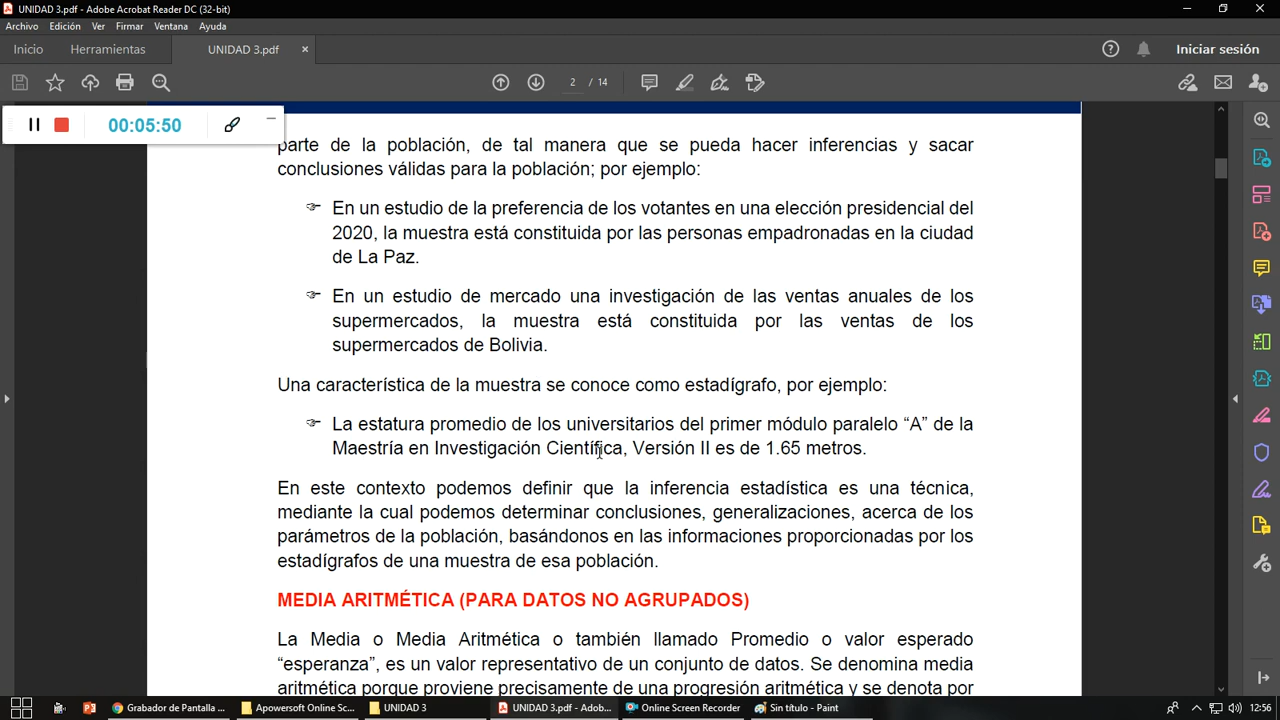 UNIDAD 3.pdf - Adobe Acrobat Reader DC (32-bit)
Archivo Edición Ver Firmar Ventana Ayuda
Inicio Herramientas UNIDAD 3.pdf × Iniciar sesión
2 / 14
00:05:50
parte de la población, de tal manera que se pueda hacer inferencias y sacar
conclusiones válidas para la población; por ejemplo:
☞ En un estudio de la preferencia de los votantes en una elección presidencial del
2020, la muestra está constituida por las personas empadronadas en la ciudad
de La Paz.
☞ En un estudio de mercado una investigación de las ventas anuales de los
supermercados, la muestra está constituida por las ventas de los
supermercados de Bolivia.
Una característica de la muestra se conoce como estadígrafo, por ejemplo:
☞ La estatura promedio de los universitarios del primer módulo paralelo “A” de la
Maestría en Investigación Científica, Versión II es de 1.65 metros.
En este contexto podemos definir que la inferencia estadística es una técnica,
mediante la cual podemos determinar conclusiones, generalizaciones, acerca de los
parámetros de la población, basándonos en las informaciones proporcionadas por los
estadígrafos de una muestra de esa población.
MEDIA ARITMÉTICA (PARA DATOS NO AGRUPADOS)
La Media o Media Aritmética o también llamado Promedio o valor esperado
“esperanza”, es un valor representativo de un conjunto de datos. Se denomina media
aritmética porque proviene precisamente de una progresión aritmética y se denota por
Grabador de Pantalla ... Apowersoft Online Sc... UNIDAD 3 UNIDAD 3.pdf - Adob... Online Screen Recorder Sin título - Paint 12:56